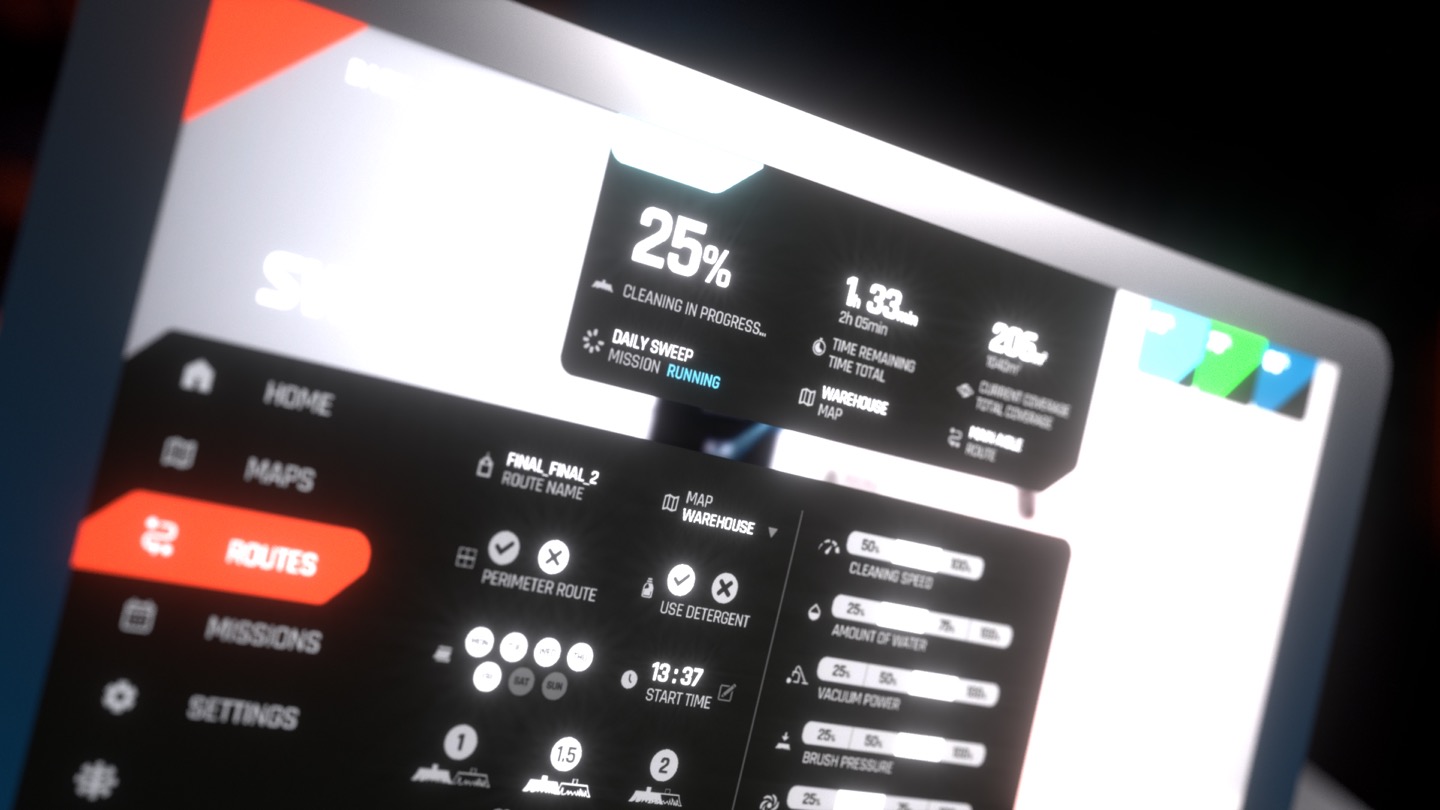 25%
CLEANING IN PROGRESS...
DAILY SWEEP
MISSION RUNNING
1h 33min
2h 05min
TIME REMAINING
TIME TOTAL
WAREHOUSE
MAP
CURRENT COVERAGE
TOTAL COVERAGE
ROUTE
HOME
MAPS
ROUTES
MISSIONS
SETTINGS
FINAL_FINAL_2
ROUTE NAME
MAP
WAREHOUSE
PERIMETER ROUTE
USE DETERGENT
SAT
SUN
13:37
START TIME
1
1.5
2
50% 100%
CLEANING SPEED
25% 75% 100%
AMOUNT OF WATER
25% 50% 100%
VACUUM POWER
25% 50% 100%
BRUSH PRESSURE
25%